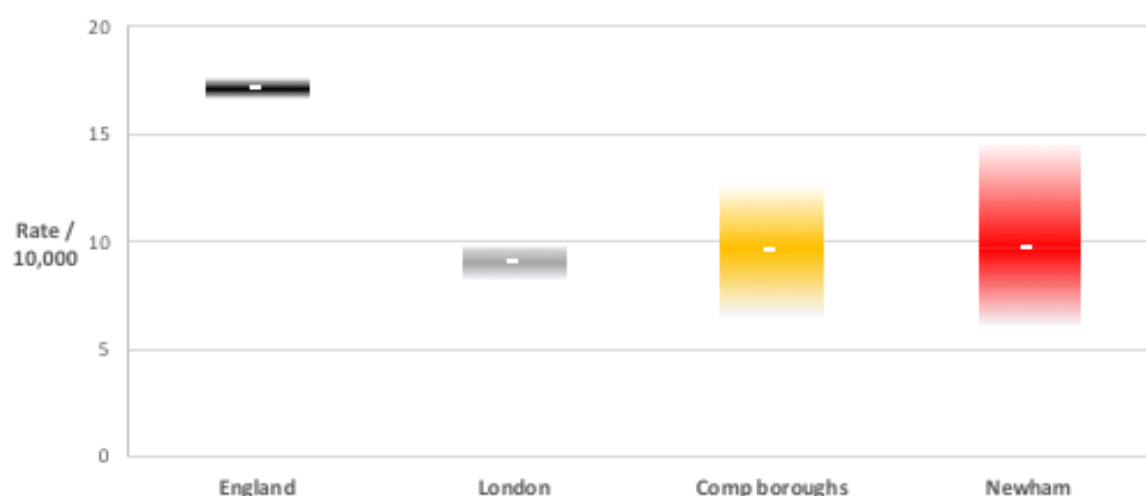 20
15
Rate /
10,000
10
5
0
England
London
Comp boroughs
Newham